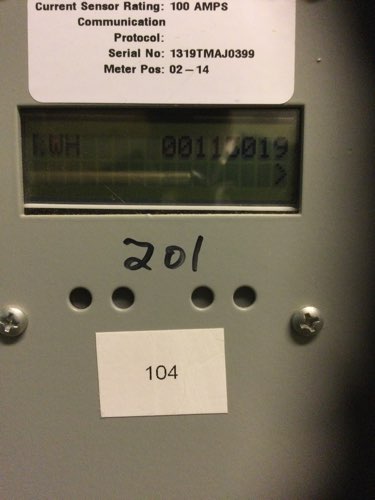 Current Sensor Rating: 100 AMPS
Communication
Protocol:
Serial No: 1319TMAJ0399
Meter Pos: 02-14
KWH
>
201
104